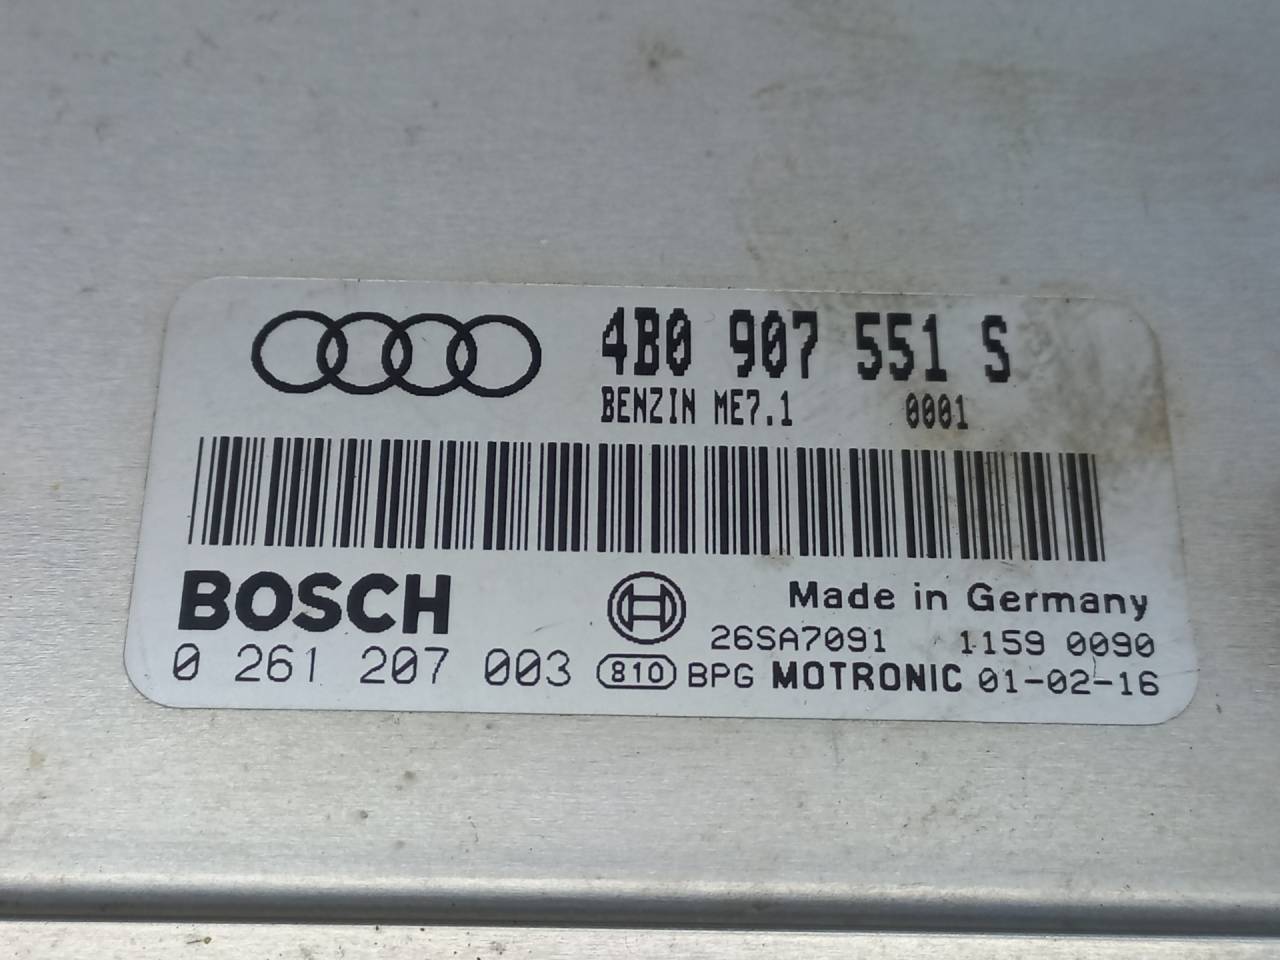 4B0 907 551 S
BENZIN ME7.1 0001
BOSCH
Made in Germany
26SA7091 1159 0090
0 261 207 003 810 BPG MOTRONIC 01-02-16